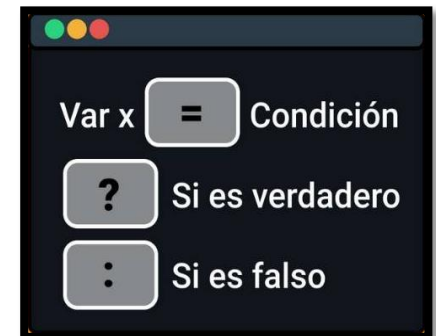 Var x = Condición
? Si es verdadero
: Si es falso